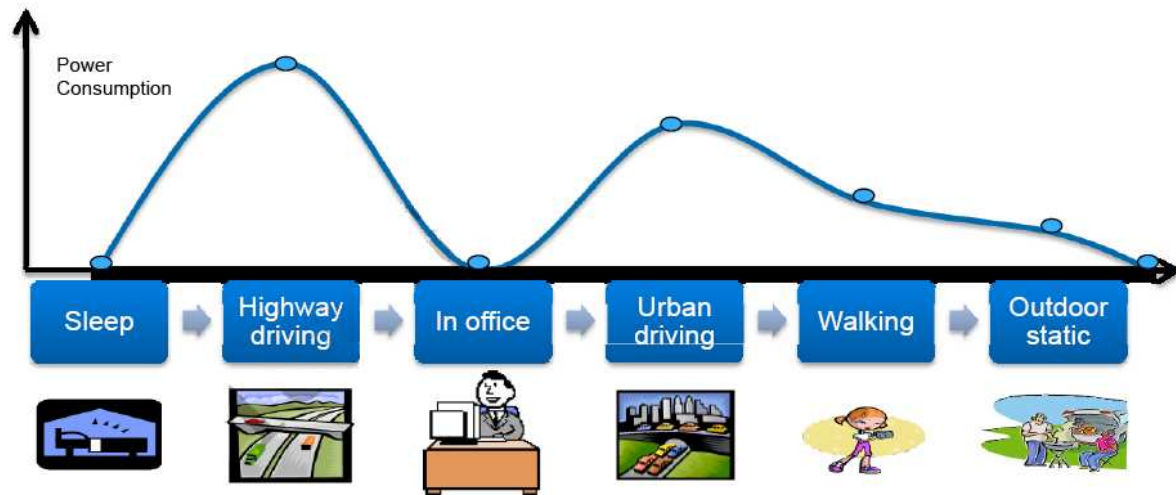 Power
Consumption
Sleep
Highway
driving
In office
Urban
driving
Walking
Outdoor
static